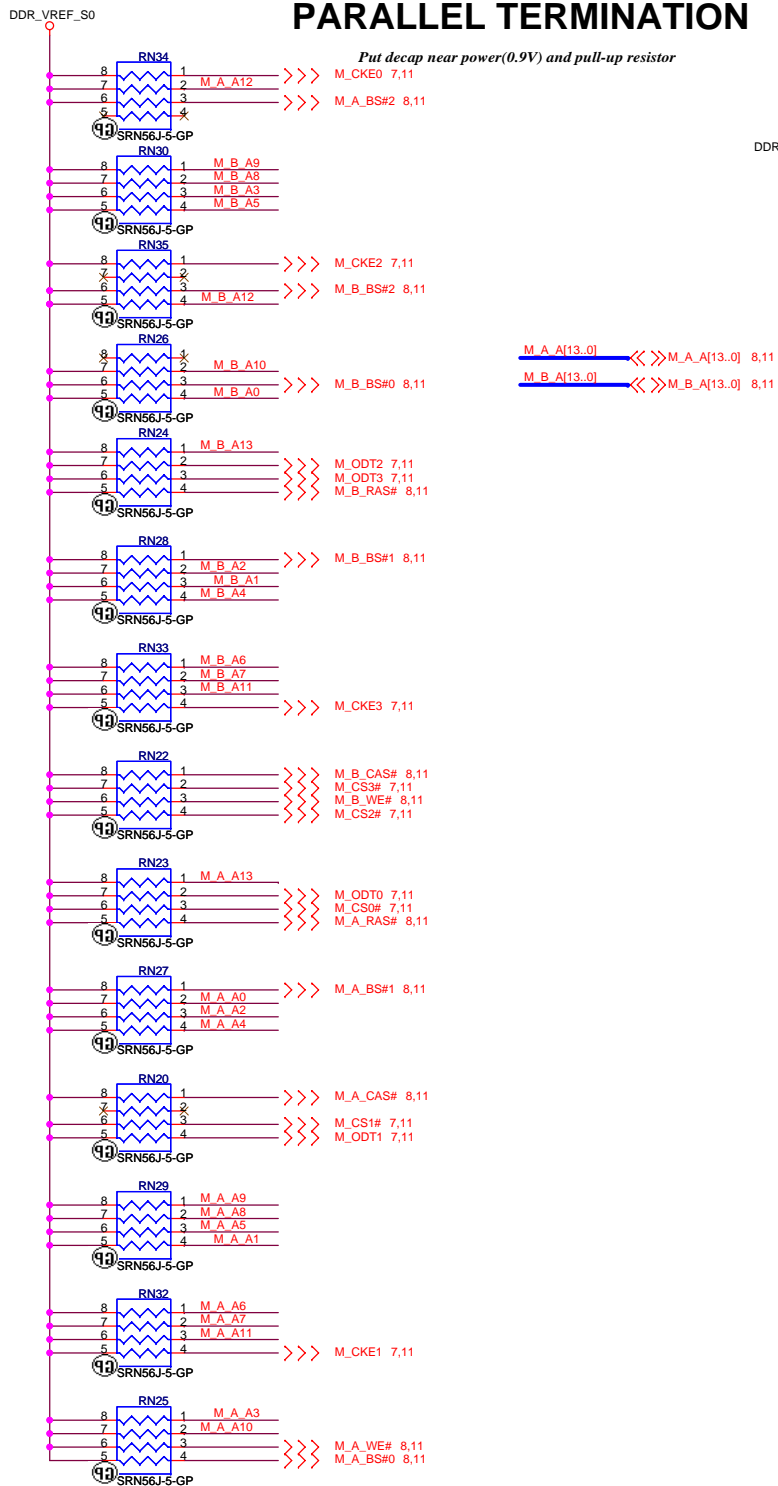 PARALLEL TERMINATION
DDR_VREF_S0
Put decap near power(0.9V) and pull-up resistor
DDR
RN34
8 1 M_CKE0 7,11
7 2 M_A_A12
6 3 M_A_BS#2 8,11
5 4
GP SRN56J-5-GP
RN30
8 1 M_B_A9
7 2 M_B_A8
6 3 M_B_A3
5 4 M_B_A5
GP SRN56J-5-GP
RN35
8 1 M_CKE2 7,11
7 2
6 3 M_B_BS#2 8,11
5 4 M_B_A12
GP SRN56J-5-GP
RN26
8 1
7 2 M_B_A10
6 3 M_B_BS#0 8,11
5 4 M_B_A0
GP SRN56J-5-GP
M_A_A[13..0] M_A_A[13..0] 8,11
M_B_A[13..0] M_B_A[13..0] 8,11
RN24
8 1 M_B_A13
7 2 M_ODT2 7,11
6 3 M_ODT3 7,11
5 4 M_B_RAS# 8,11
GP SRN56J-5-GP
RN28
8 1 M_B_BS#1 8,11
7 2 M_B_A2
6 3 M_B_A1
5 4 M_B_A4
GP SRN56J-5-GP
RN33
8 1 M_B_A6
7 2 M_B_A7
6 3 M_B_A11
5 4 M_CKE3 7,11
GP SRN56J-5-GP
RN22
8 1 M_B_CAS# 8,11
7 2 M_CS3# 7,11
6 3 M_B_WE# 8,11
5 4 M_CS2# 7,11
GP SRN56J-5-GP
RN23
8 1 M_A_A13
7 2 M_ODT0 7,11
6 3 M_CS0# 7,11
5 4 M_A_RAS# 8,11
GP SRN56J-5-GP
RN27
8 1 M_A_BS#1 8,11
7 2 M_A_A0
6 3 M_A_A2
5 4 M_A_A4
GP SRN56J-5-GP
RN20
8 1 M_A_CAS# 8,11
7 2
6 3 M_CS1# 7,11
5 4 M_ODT1 7,11
GP SRN56J-5-GP
RN29
8 1 M_A_A9
7 2 M_A_A8
6 3 M_A_A5
5 4 M_A_A1
GP SRN56J-5-GP
RN32
8 1 M_A_A6
7 2 M_A_A7
6 3 M_A_A11
5 4 M_CKE1 7,11
GP SRN56J-5-GP
RN25
8 1 M_A_A3
7 2 M_A_A10
6 3 M_A_WE# 8,11
5 4 M_A_BS#0 8,11
GP SRN56J-5-GP